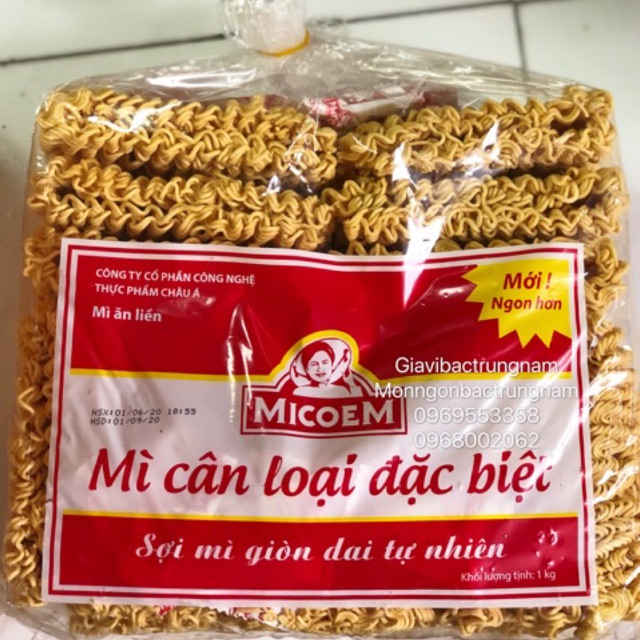 CÔNG TY CỔ PHẦN CÔNG NGHỆ
THỰC PHẨM CHÂU Á
Mì ăn liền
Mới !
Ngon hơn
HSX:01/06/20 18:55
HSD:01/09/20
MICOEM
Giavibactrungnam
Monngonbactrungnam
0969553358
0968002062
Mì cân loại đặc biệt
Sợi mì giòn dai tự nhiên
Khối lượng tịnh: 1 kg